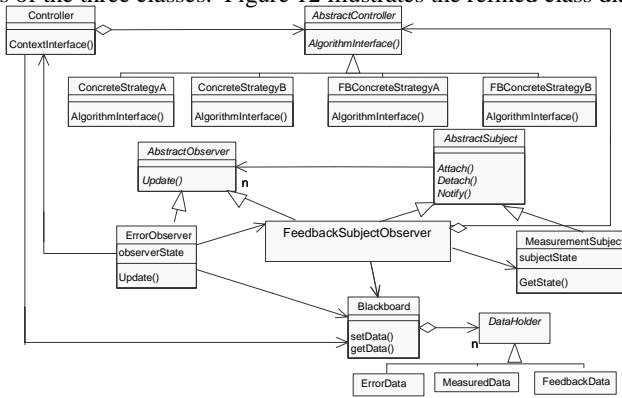 s of the three classes. Figure 12 illustrates the refined class dia
Controller
ContextInterface()
AbstractController
AlgorithmInterface()
ConcreteStrategyA
AlgorithmInterface()
ConcreteStrategyB
AlgorithmInterface()
FBConcreteStrategyA
AlgorithmInterface()
FBConcreteStrategyB
AlgorithmInterface()
AbstractObserver
Update()
n
AbstractSubject
Attach()
Detach()
Notify()
ErrorObserver
observerState
Update()
FeedbackSubjectObserver
MeasurementSubject
subjectState
GetState()
Blackboard
setData()
getData()
DataHolder
n
ErrorData
MeasuredData
FeedbackData